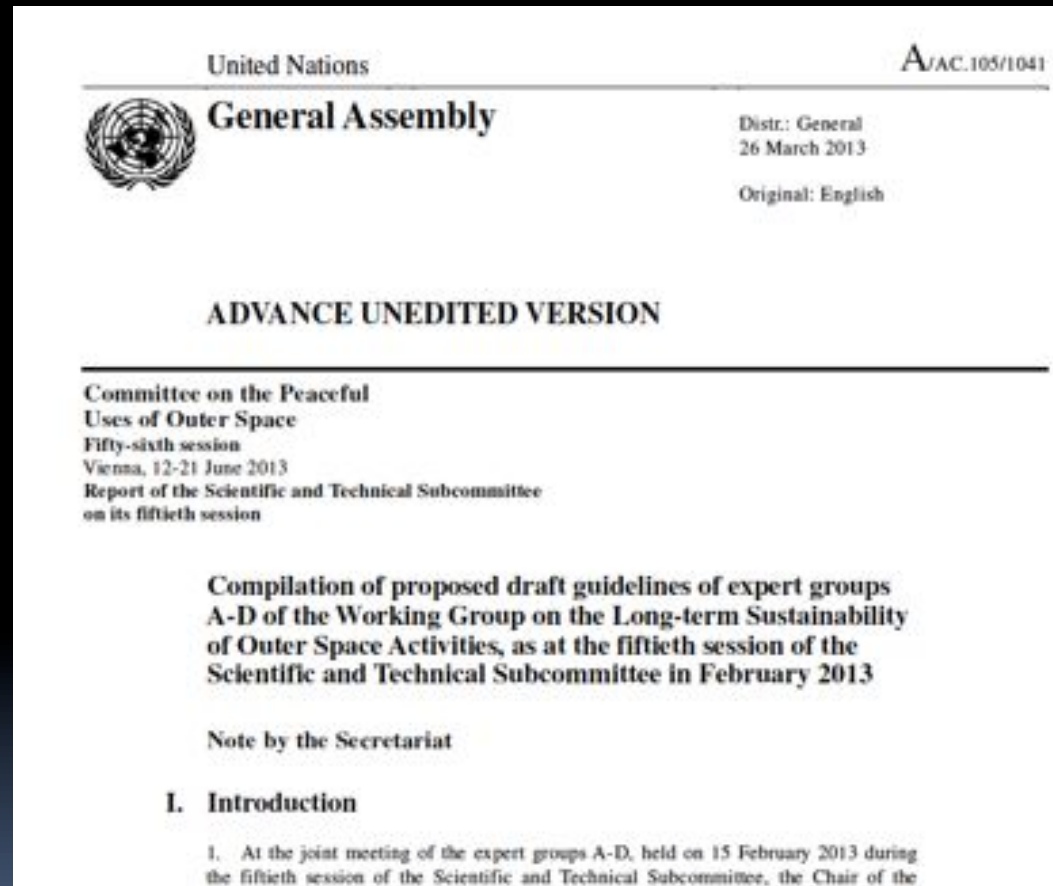 United Nations
A/AC.105/1041
General Assembly
Distr.: General
26 March 2013
Original: English
ADVANCE UNEDITED VERSION
Committee on the Peaceful
Uses of Outer Space
Fifty-sixth session
Vienna, 12-21 June 2013
Report of the Scientific and Technical Subcommittee
on its fiftieth session
Compilation of proposed draft guidelines of expert groups
A-D of the Working Group on the Long-term Sustainability
of Outer Space Activities, as at the fiftieth session of the
Scientific and Technical Subcommittee in February 2013
Note by the Secretariat
I. Introduction
1. At the joint meeting of the expert groups A-D, held on 15 February 2013 during
the fiftieth session of the Scientific and Technical Subcommittee, the Chair of the